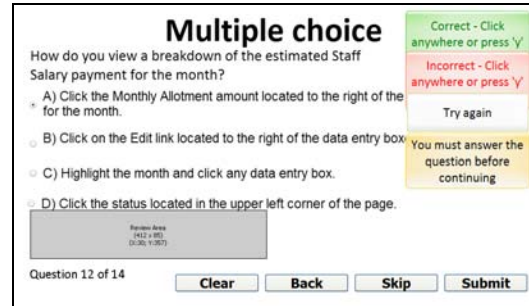 Multiple choice
How do you view a breakdown of the estimated Staff
Salary payment for the month?
A) Click the Monthly Allotment amount located to the right of the
for the month.
B) Click on the Edit link located to the right of the data entry box
C) Highlight the month and click any data entry box.
D) Click the status located in the upper left corner of the page.
Review Area
(412 x 85)
(X:30; Y:357)
Question 12 of 14
Clear
Back
Skip
Submit
Correct - Click
anywhere or press 'y'
Incorrect - Click
anywhere or press 'y'
Try again
You must answer the
question before
continuing